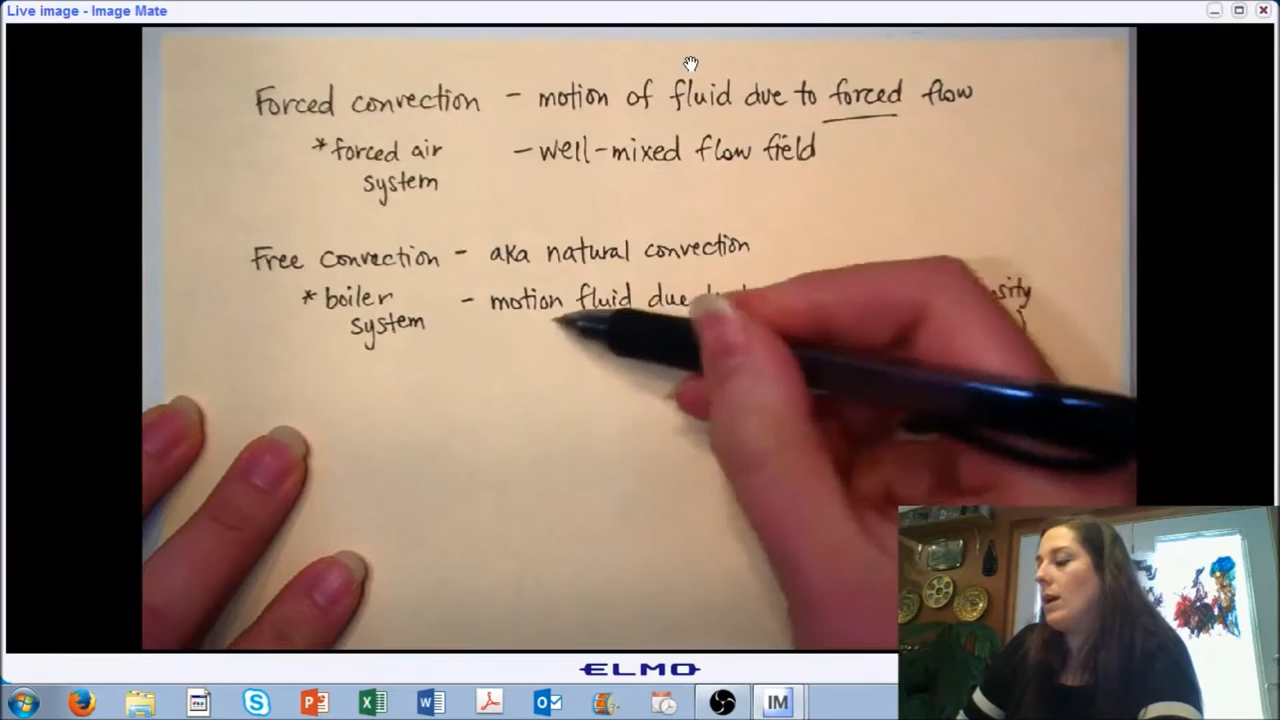 Live image - Image Mate
Forced convection - motion of fluid due to forced flow
*forced air - well-mixed flow field
system
Free convection - aka natural convection
*boiler - motion fluid due
system
ELMO
IM